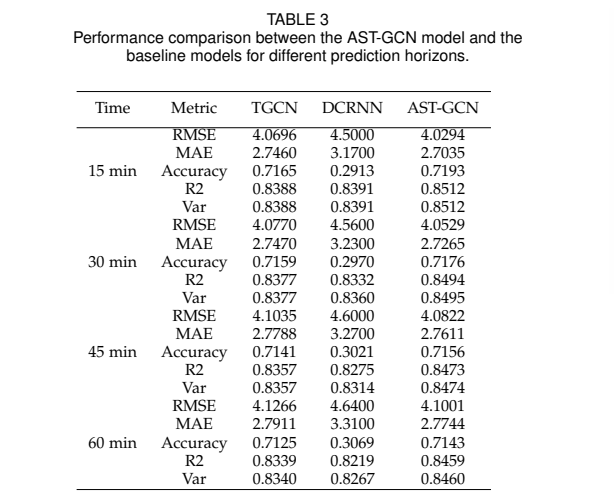 TABLE 3
Performance comparison between the AST-GCN model and the
baseline models for different prediction horizons.
Time Metric TGCN DCRNN AST-GCN
RMSE 4.0696 4.5000 4.0294
MAE 2.7460 3.1700 2.7035
15 min Accuracy 0.7165 0.2913 0.7193
R2 0.8388 0.8391 0.8512
Var 0.8388 0.8391 0.8512
RMSE 4.0770 4.5600 4.0529
MAE 2.7470 3.2300 2.7265
30 min Accuracy 0.7159 0.2970 0.7176
R2 0.8377 0.8332 0.8494
Var 0.8377 0.8360 0.8495
RMSE 4.1035 4.6000 4.0822
MAE 2.7788 3.2700 2.7611
45 min Accuracy 0.7141 0.3021 0.7156
R2 0.8357 0.8275 0.8473
Var 0.8357 0.8314 0.8474
RMSE 4.1266 4.6400 4.1001
MAE 2.7911 3.3100 2.7744
60 min Accuracy 0.7125 0.3069 0.7143
R2 0.8339 0.8219 0.8459
Var 0.8340 0.8267 0.8460